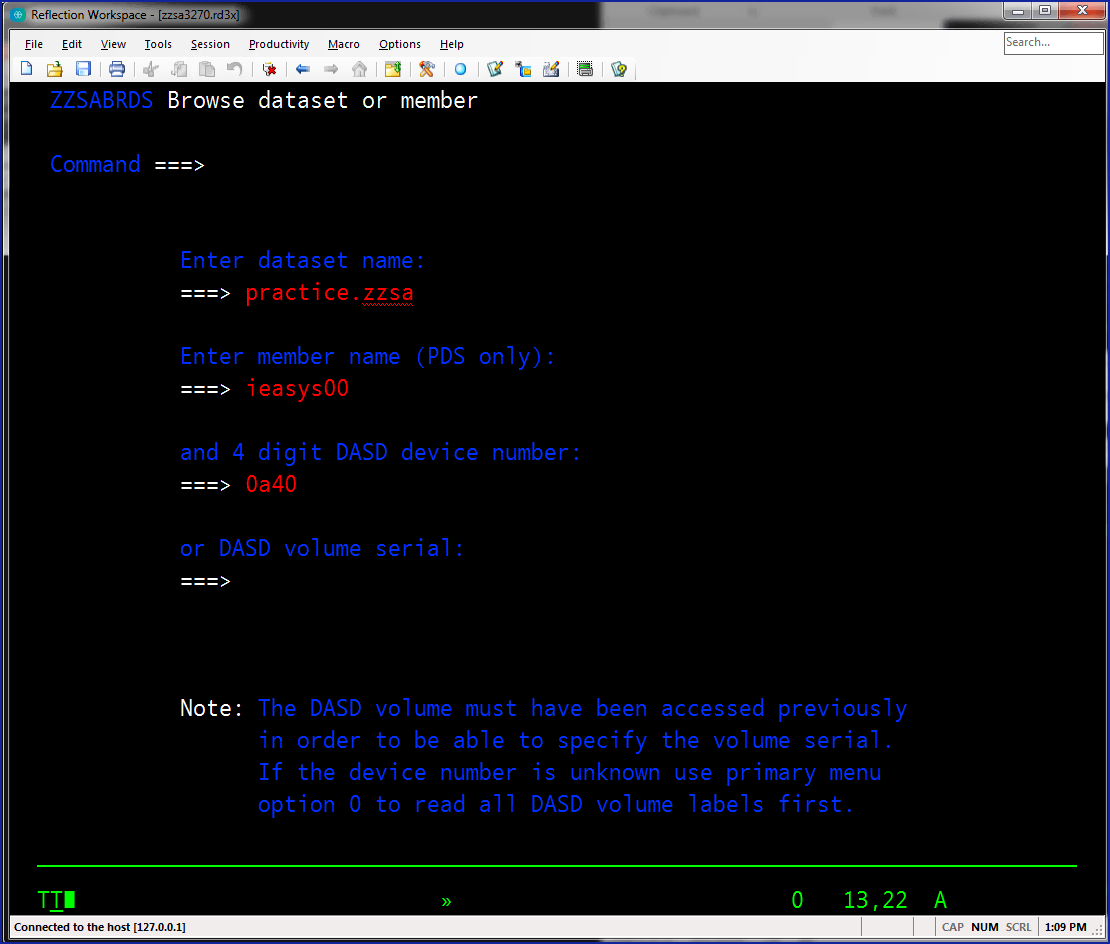 Reflection Workspace - [zzsa3270.rd3x]
File Edit View Tools Session Productivity Macro Options Help
Search...
ZZSABRDS Browse dataset or member
Command ===>
Enter dataset name:
===> practice.zzsa
Enter member name (PDS only):
===> ieasys00
and 4 digit DASD device number:
===> 0a40
or DASD volume serial:
===>
Note: The DASD volume must have been accessed previously
in order to be able to specify the volume serial.
If the device number is unknown use primary menu
option 0 to read all DASD volume labels first.
TT » 0 13,22 A
Connected to the host [127.0.0.1] CAP NUM SCRL 1:09 PM